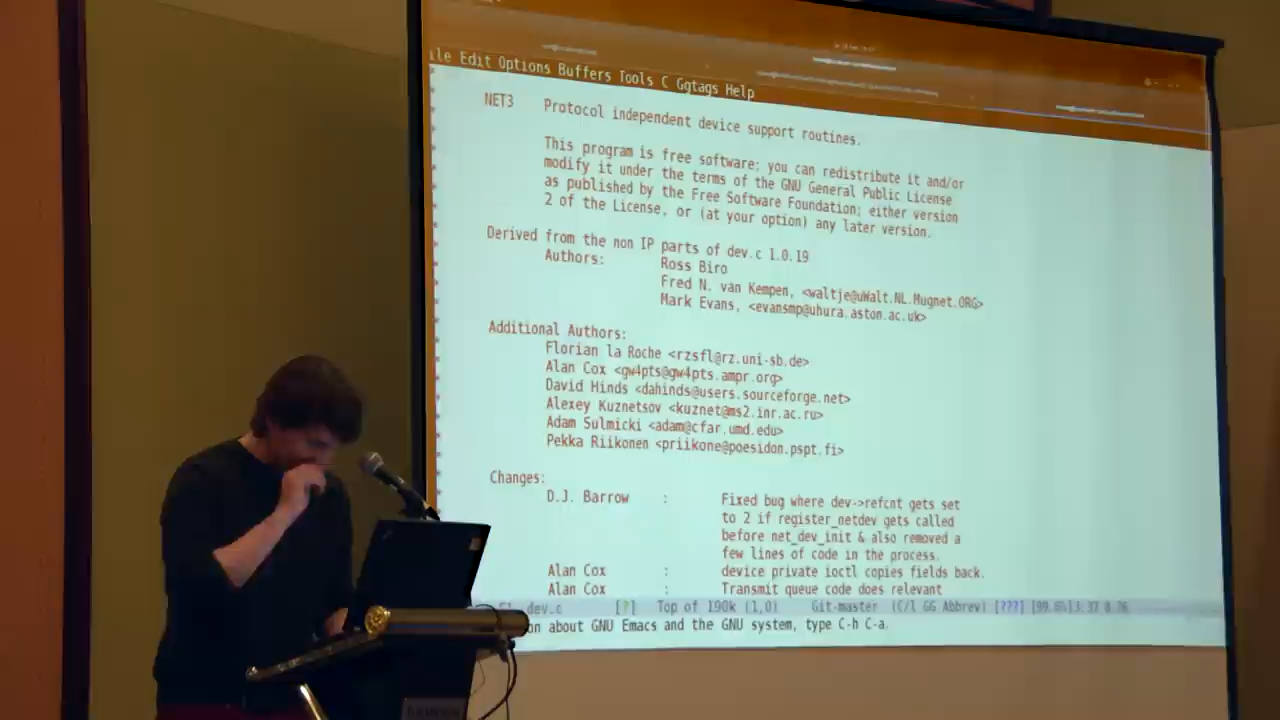 ile Edit Options Buffers Tools C Ggtags Help
NET3 Protocol independent device support routines.
This program is free software; you can redistribute it and/or
modify it under the terms of the GNU General Public License
as published by the Free Software Foundation; either version
2 of the License, or (at your option) any later version.
Derived from the non IP parts of dev.c 1.0.19
Authors: Ross Biro
Fred N. van Kempen, <waltje@uWalt.NL.Mugnet.ORG>
Mark Evans, <evansmp@uhura.aston.ac.uk>
Additional Authors:
Florian la Roche <rzsfl@rz.uni-sb.de>
Alan Cox <gw4pts@gw4pts.ampr.org>
David Hinds <dahinds@users.sourceforge.net>
Alexey Kuznetsov <kuznet@ms2.inr.ac.ru>
Adam Sulmicki <adam@cfar.umd.edu>
Pekka Riikonen <priikone@poesidon.pspt.fi>
Changes:
D.J. Barrow : Fixed bug where dev->refcnt gets set
to 2 if register_netdev gets called
before net_dev_init & also removed a
few lines of code in the process.
Alan Cox : device private ioctl copies fields back.
Alan Cox : Transmit queue code does relevant
dev.c [?] Top of 190k (1,0) Git-master (C/l GG Abbrev) [???]
on about GNU Emacs and the GNU system, type C-h C-a.